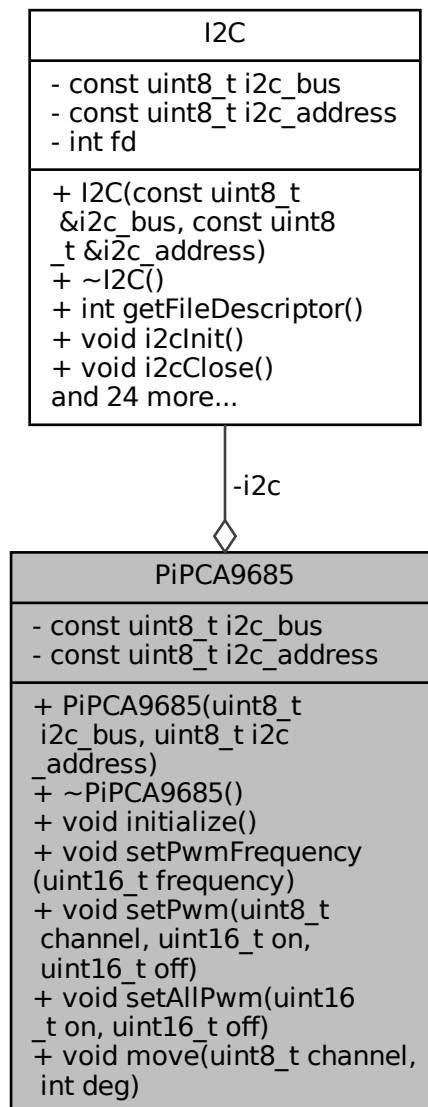 I2C
- const uint8_t i2c_bus
- const uint8_t i2c_address
- int fd
+ I2C(const uint8_t
&i2c_bus, const uint8
_t &i2c_address)
+ ~I2C()
+ int getFileDescriptor()
+ void i2cInit()
+ void i2cClose()
and 24 more...
-i2c
PiPCA9685
- const uint8_t i2c_bus
- const uint8_t i2c_address
+ PiPCA9685(uint8_t
i2c_bus, uint8_t i2c
_address)
+ ~PiPCA9685()
+ void initialize()
+ void setPwmFrequency
(uint16_t frequency)
+ void setPwm(uint8_t
channel, uint16_t on,
uint16_t off)
+ void setAllPwm(uint16
_t on, uint16_t off)
+ void move(uint8_t channel,
int deg)